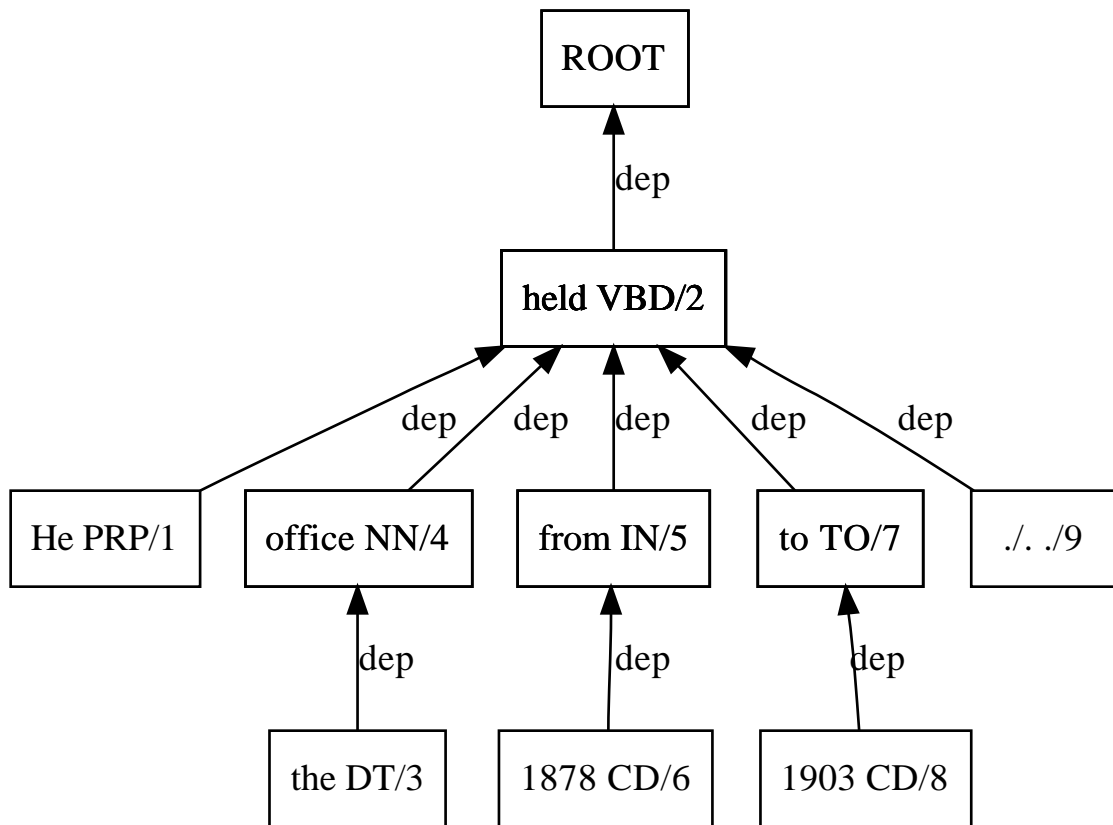 ROOT
dep
held VBD/2
dep dep dep dep dep
He PRP/1 office NN/4 from IN/5 to TO/7 ./. ./9
dep dep dep
the DT/3 1878 CD/6 1903 CD/8